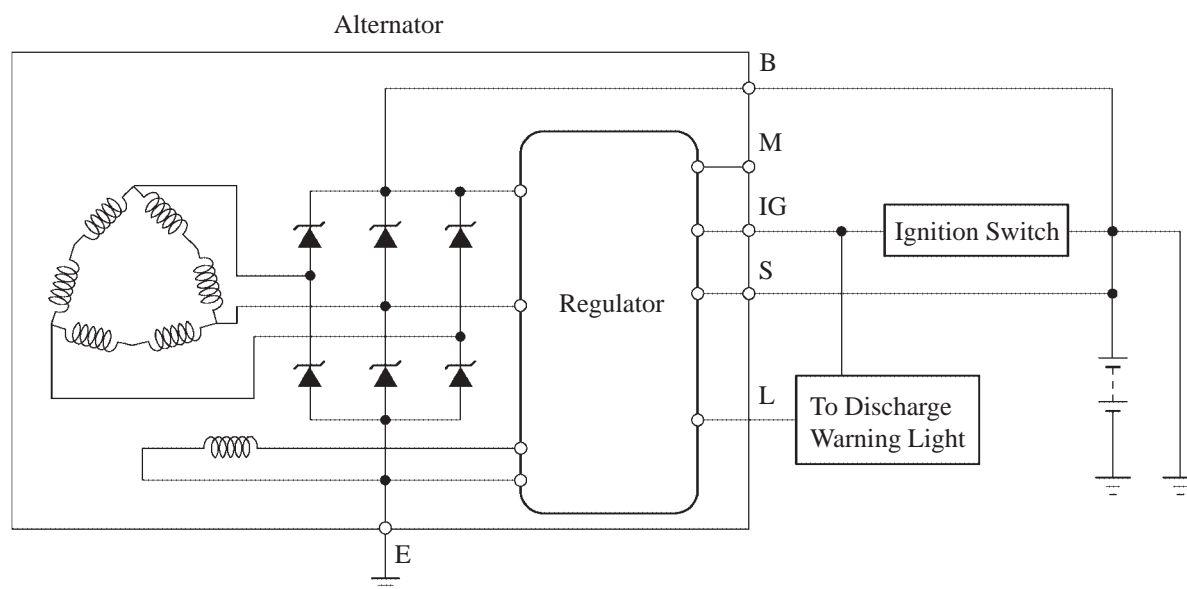 Alternator
B
M
IG
Ignition Switch
S
Regulator
L
To Discharge
Warning Light
E